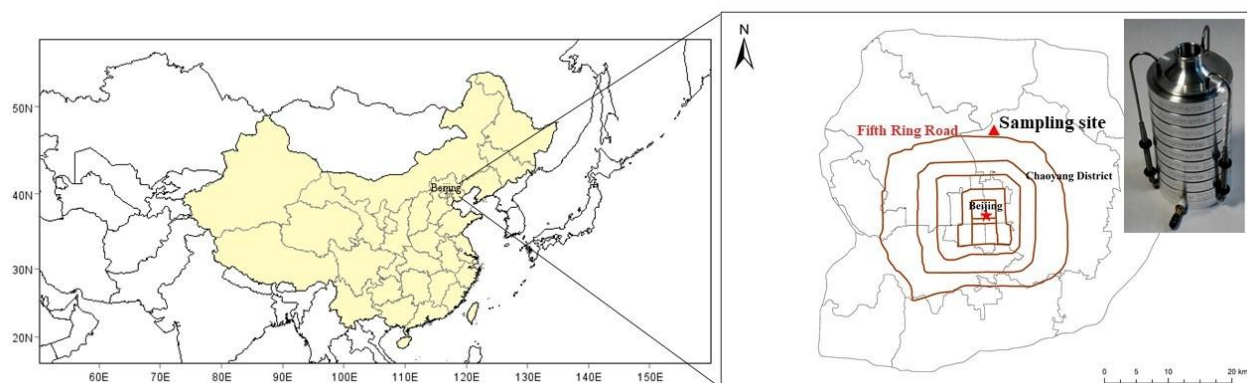 50N
40N
30N
20N
60E 70E 80E 90E 100E 110E 120E 130E 140E 150E
Beijing
N
Sampling site
Fifth Ring Road
Chaoyang District
Beijing
0 5 10 20 km